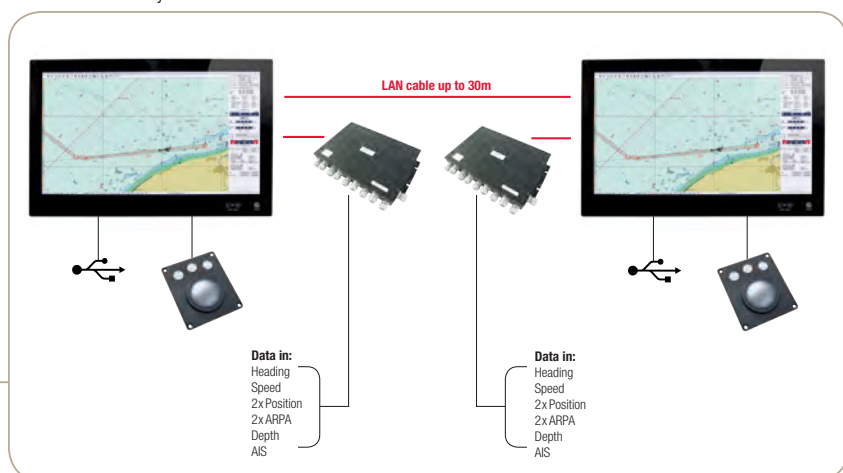 LAN cable up to 30m
Data in:
Heading
Speed
2x Position
2x ARPA
Depth
AIS
Data in:
Heading
Speed
2x Position
2x ARPA
Depth
AIS